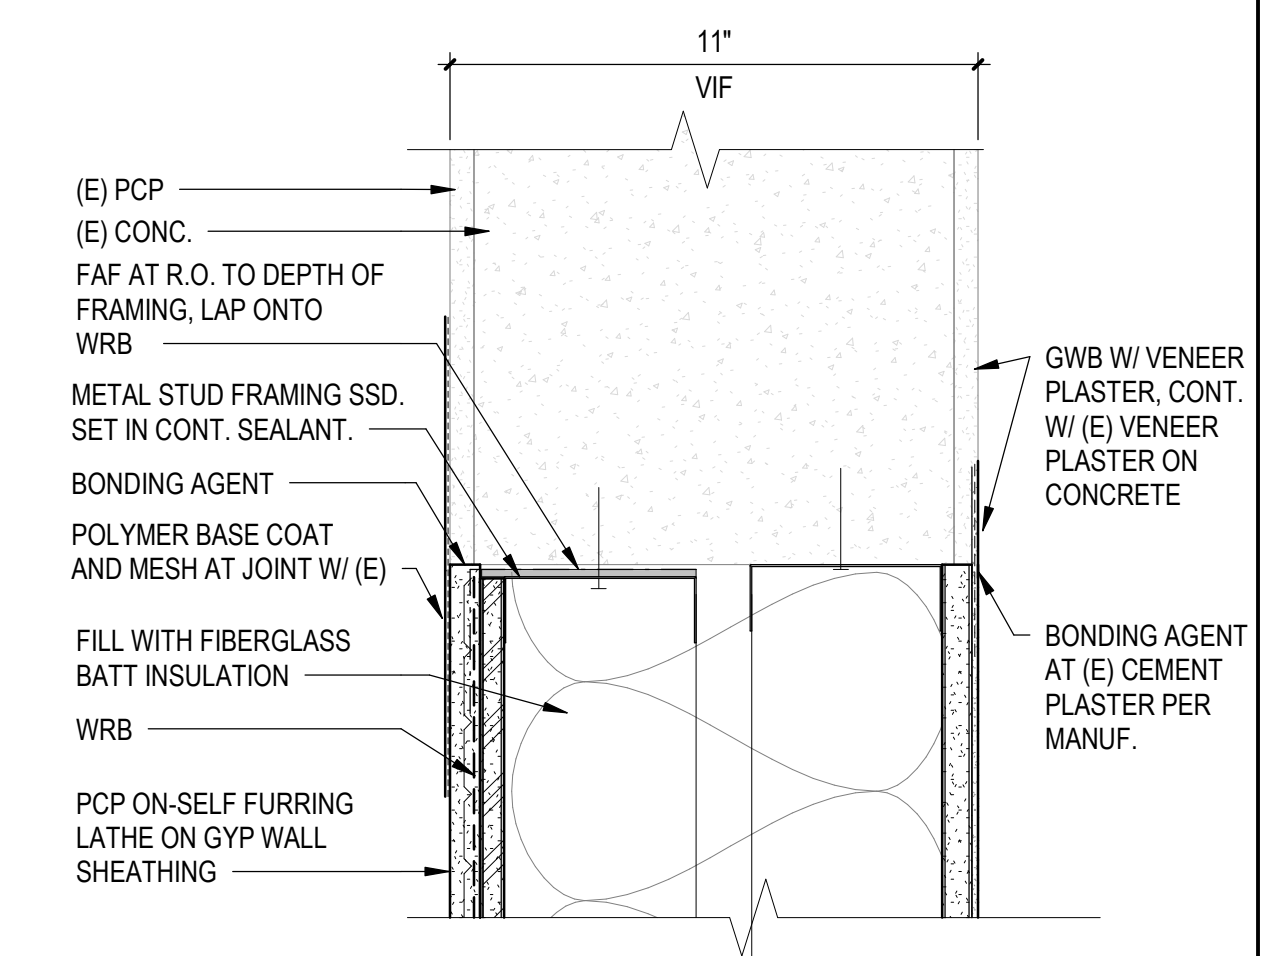 11"
VIF
(E) PCP
(E) CONC.
FAF AT R.O. TO DEPTH OF
FRAMING, LAP ONTO
WRB
METAL STUD FRAMING SSD.
SET IN CONT. SEALANT.
BONDING AGENT
POLYMER BASE COAT
AND MESH AT JOINT W/ (E)
FILL WITH FIBERGLASS
BATT INSULATION
WRB
PCP ON-SELF FURRING
LATHE ON GYP WALL
SHEATHING
GWB W/ VENEER
PLASTER, CONT.
W/ (E) VENEER
PLASTER ON
CONCRETE
BONDING AGENT
AT (E) CEMENT
PLASTER PER
MANUF.